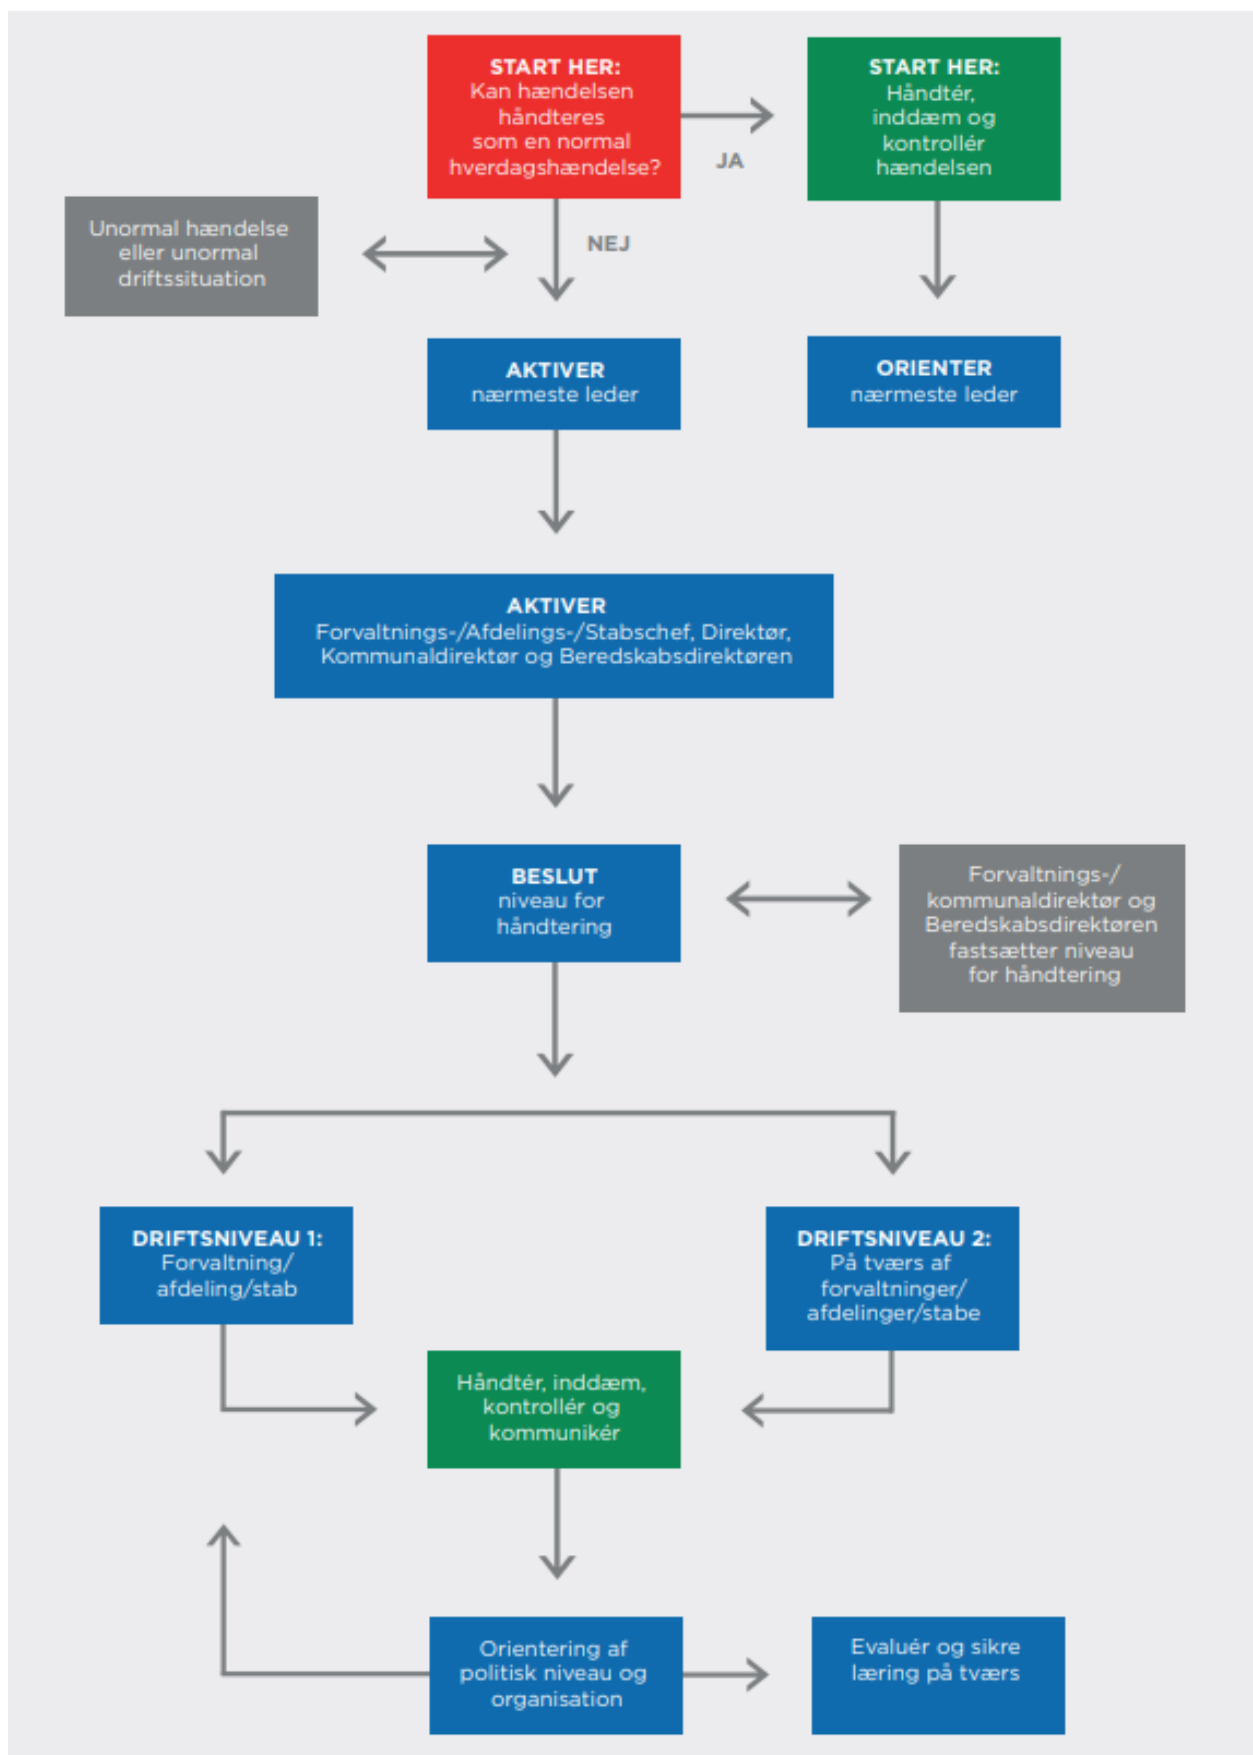 START HER:
Kan hændelsen
håndteres
som en normal
hverdagshændelse?
JA
START HER:
Håndtér,
inddæm og
kontrollér
hændelsen
Unormal hændelse
eller unormal
driftssituation
NEJ
AKTIVER
nærmeste leder
ORIENTER
nærmeste leder
AKTIVER
Forvaltnings-/Afdelings-/Stabschef, Direktør,
Kommunaldirektør og Beredskabsdirektøren
BESLUT
niveau for
håndtering
Forvaltnings-/
kommunaldirektør og
Beredskabsdirektøren
fastsætter niveau
for håndtering
DRIFTSNIVEAU 1:
Forvaltning/
afdeling/stab
DRIFTSNIVEAU 2:
På tværs af
forvaltninger/
afdelinger/stabe
Håndtér, inddæm,
kontrollér og
kommunikér
Orientering af
politisk niveau og
organisation
Evaluér og sikre
læring på tværs